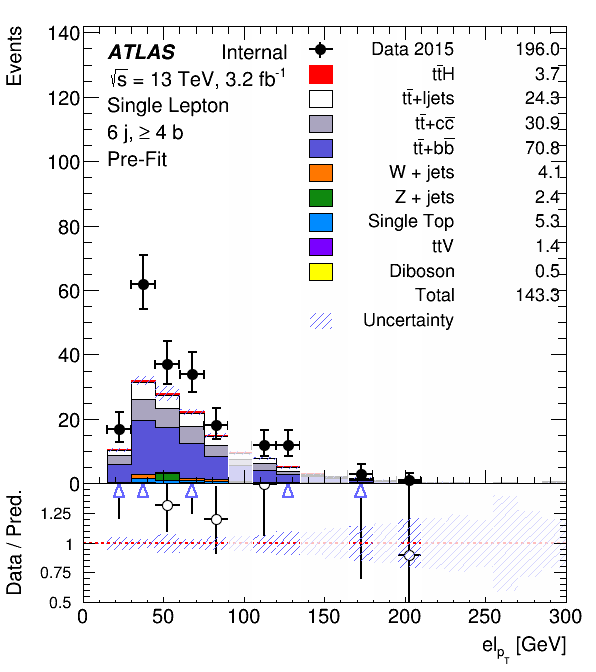 Events
140
120
100
80
60
40
20
0
ATLAS Internal
√s = 13 TeV, 3.2 fb⁻¹
Single Lepton
6 j, ≥ 4 b
Pre-Fit
Data 2015 196.0
tt̄H 3.7
tt̄+ljets 24.3
tt̄+cc̄ 30.9
tt̄+bb̄ 70.8
W + jets 4.1
Z + jets 2.4
Single Top 5.3
ttV 1.4
Diboson 0.5
Total 143.3
Uncertainty
Data / Pred.
1.25
1
0.75
0.5
0 50 100 150 200 250 300
el_pT [GeV]